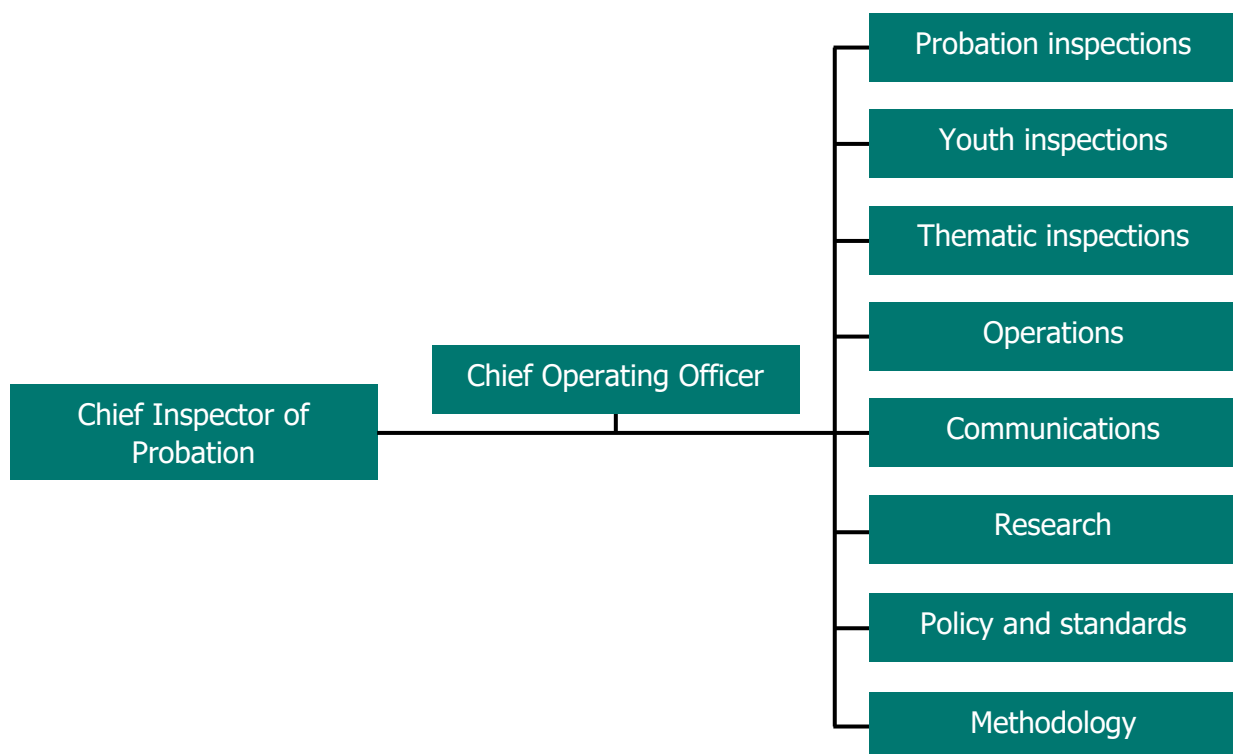 Chief Inspector of
Probation
Chief Operating Officer
Probation inspections
Youth inspections
Thematic inspections
Operations
Communications
Research
Policy and standards
Methodology